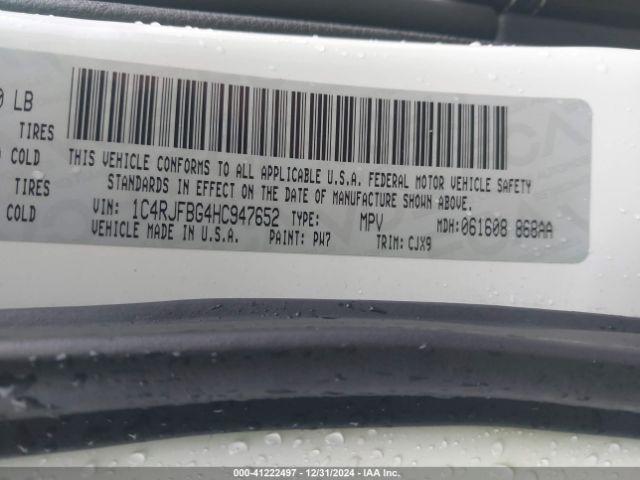 0 LB
TIRES
COLD
TIRES
COLD
THIS VEHICLE CONFORMS TO ALL APPLICABLE U.S.A. FEDERAL MOTOR VEHICLE SAFETY
STANDARDS IN EFFECT ON THE DATE OF MANUFACTURE SHOWN ABOVE.
VIN: 1C4RJFBG4HC947652 TYPE: MPV MDH: 061608 868AA
VEHICLE MADE IN U.S.A. PAINT: PW7 TRIM: CJX9
000-41222497 - 12/31/2024 - IAA Inc.